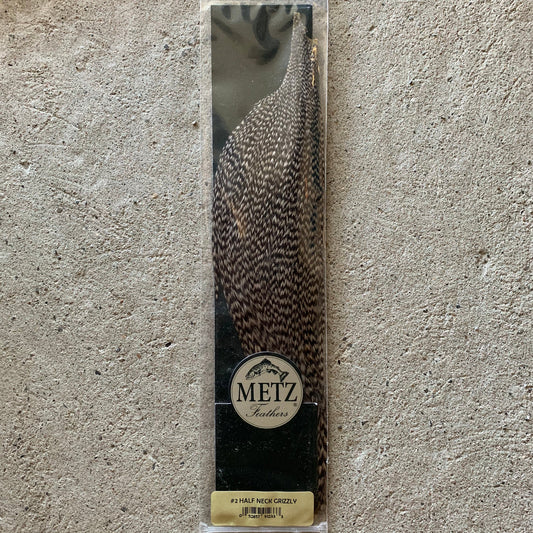 METZ
®
Feathers
#2 HALF NECK GRIZZLY